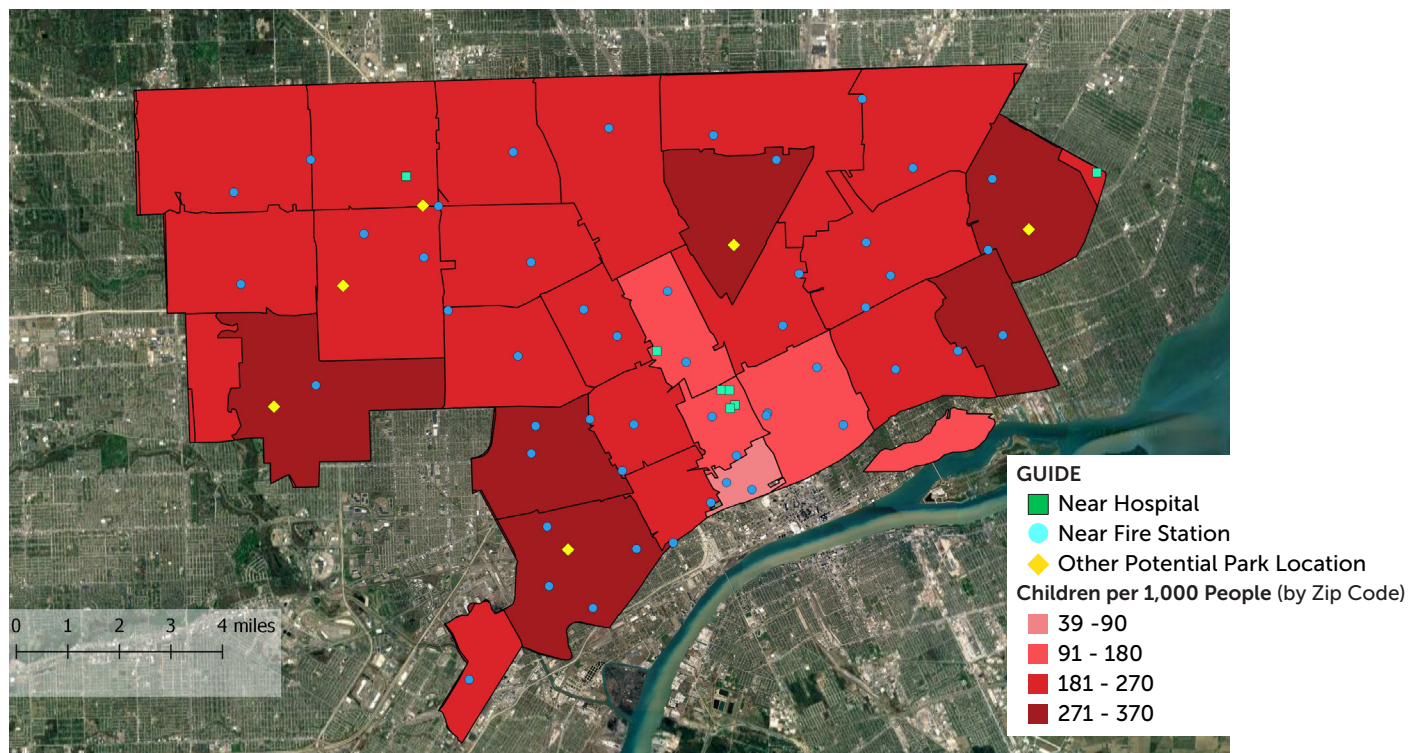 GUIDE
Near Hospital
Near Fire Station
Other Potential Park Location
Children per 1,000 People (by Zip Code)
39 -90
91 - 180
181 - 270
271 - 370
0 1 2 3 4 miles